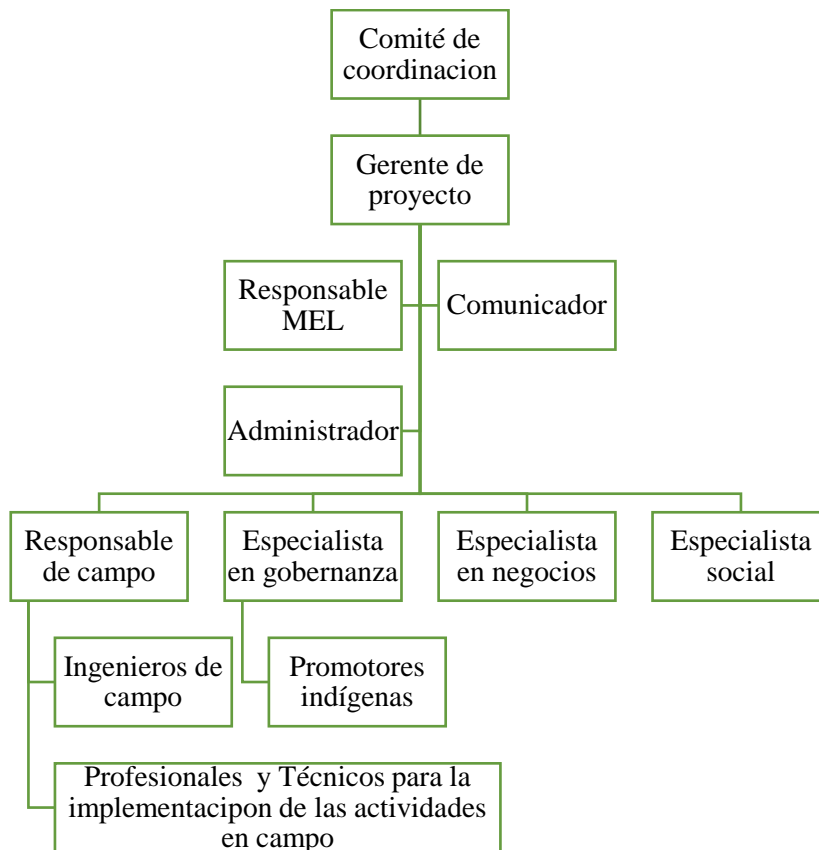 Comité de
coordinacion
Gerente de
proyecto
Responsable
MEL
Comunicador
Administrador
Responsable
de campo
Especialista
en gobernanza
Especialista
en negocios
Especialista
social
Ingenieros de
campo
Promotores
indígenas
Profesionales y Técnicos para la
implementacipon de las actividades
en campo